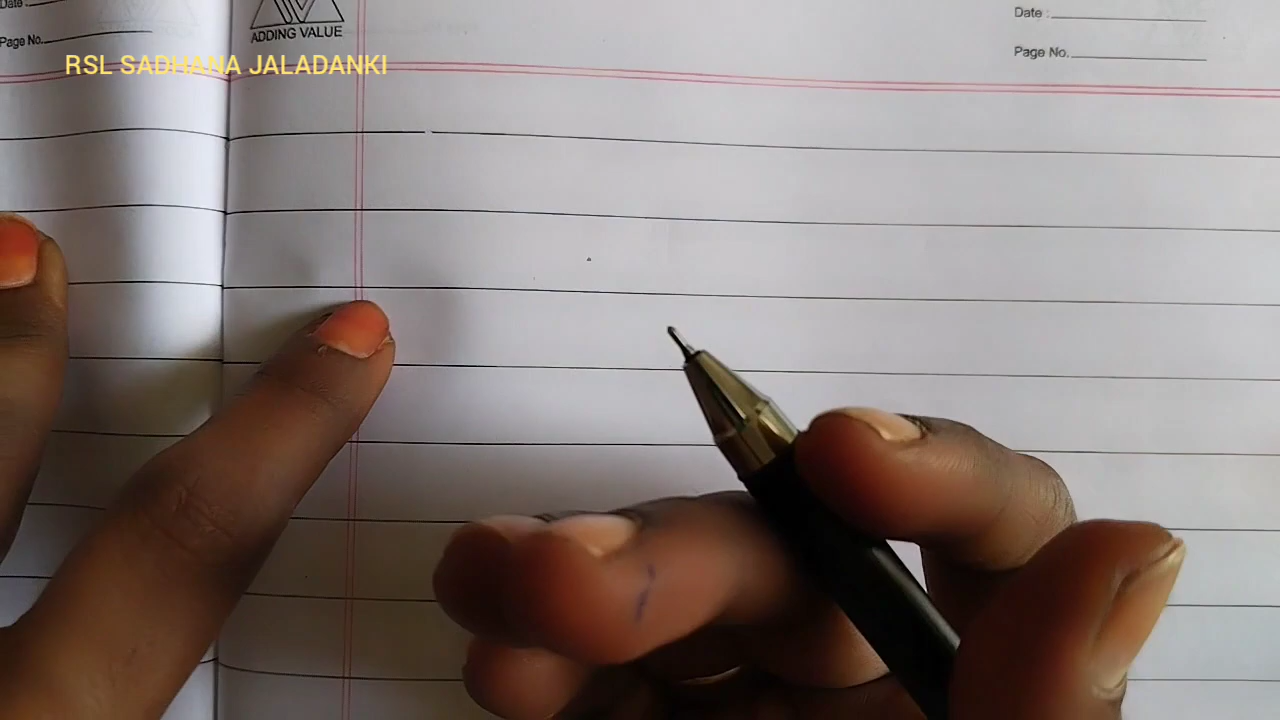 Date :
Page No.
ADDING VALUE
Date :
Page No.
RSL SADHANA JALADANKI